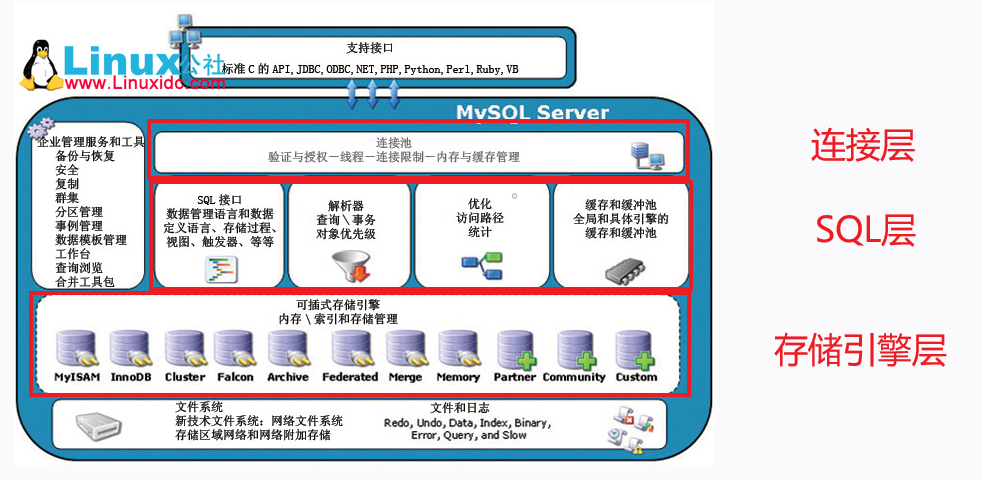 支持接口
标准 C 的 API,JDBC,ODBC,NET,PHP,Python,Perl,Ruby,VB
Linux公社
www.Linuxidc.com
MySQL Server
企业管理服务和工具
备份与恢复
安全
复制
群集
分区管理
事例管理
数据模板管理
工作台
查询浏览
合并工具包
连接池
验证与授权－线程－连接限制－内存与缓存管理
连接层
SQL 接口
数据管理语言和数据
定义语言、存储过程、
视图、触发器、等等
解析器
查询\事务
对象优先级
优化
访问路径
统计
缓存和缓冲池
全局和具体引擎的
缓存和缓冲池
SQL层
可插式存储引擎
内存\索引和存储管理
MyISAM InnoDB Cluster Falcon Archive Federated Merge Memory Partner Community Custom
存储引擎层
文件系统
新技术文件系统：网络文件系统
存储区域网络和网络附加存储
文件和日志
Redo, Undo, Data, Index, Binary,
Error, Query, and Slow